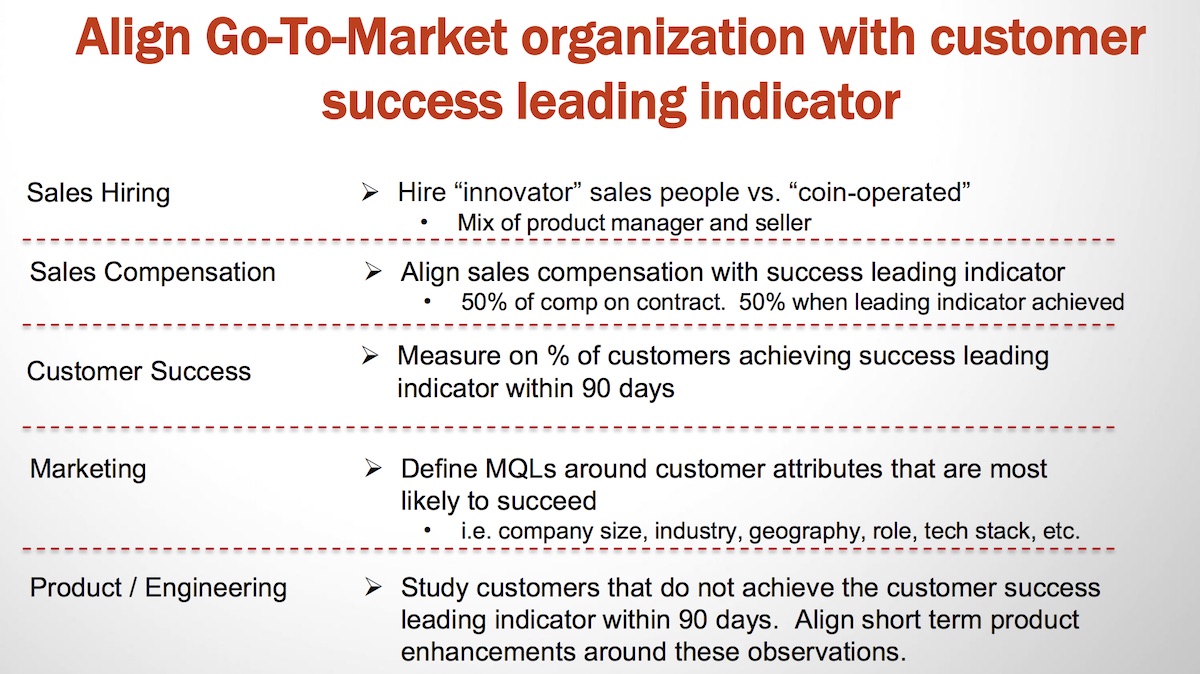 Align Go-To-Market organization with customer
success leading indicator
Sales Hiring
➢ Hire “innovator” sales people vs. “coin-operated”
• Mix of product manager and seller
Sales Compensation
➢ Align sales compensation with success leading indicator
• 50% of comp on contract.  50% when leading indicator achieved
Customer Success
➢ Measure on % of customers achieving success leading
indicator within 90 days
Marketing
➢ Define MQLs around customer attributes that are most
likely to succeed
• i.e. company size, industry, geography, role, tech stack, etc.
Product / Engineering
➢ Study customers that do not achieve the customer success
leading indicator within 90 days.  Align short term product
enhancements around these observations.